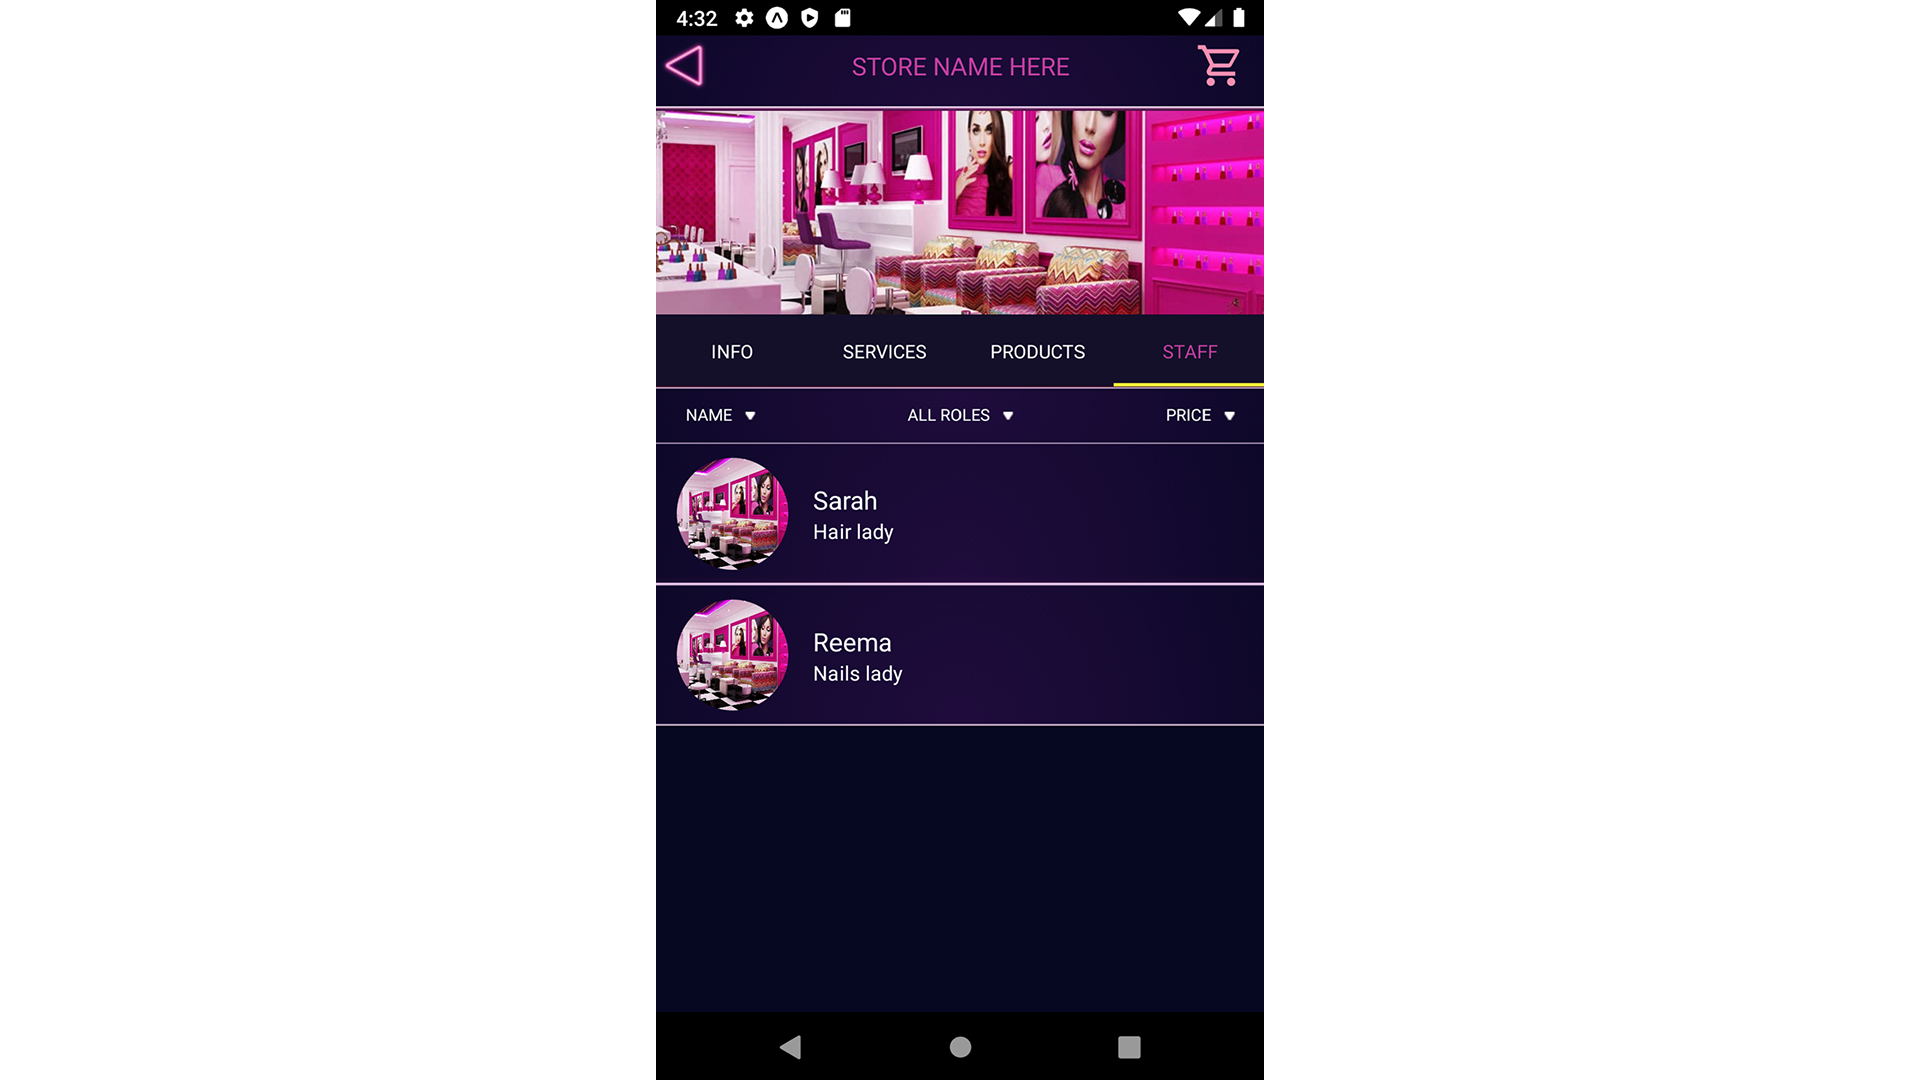 4:32
STORE NAME HERE
INFO SERVICES PRODUCTS STAFF
NAME ALL ROLES PRICE
Sarah
Hair lady
Reema
Nails lady